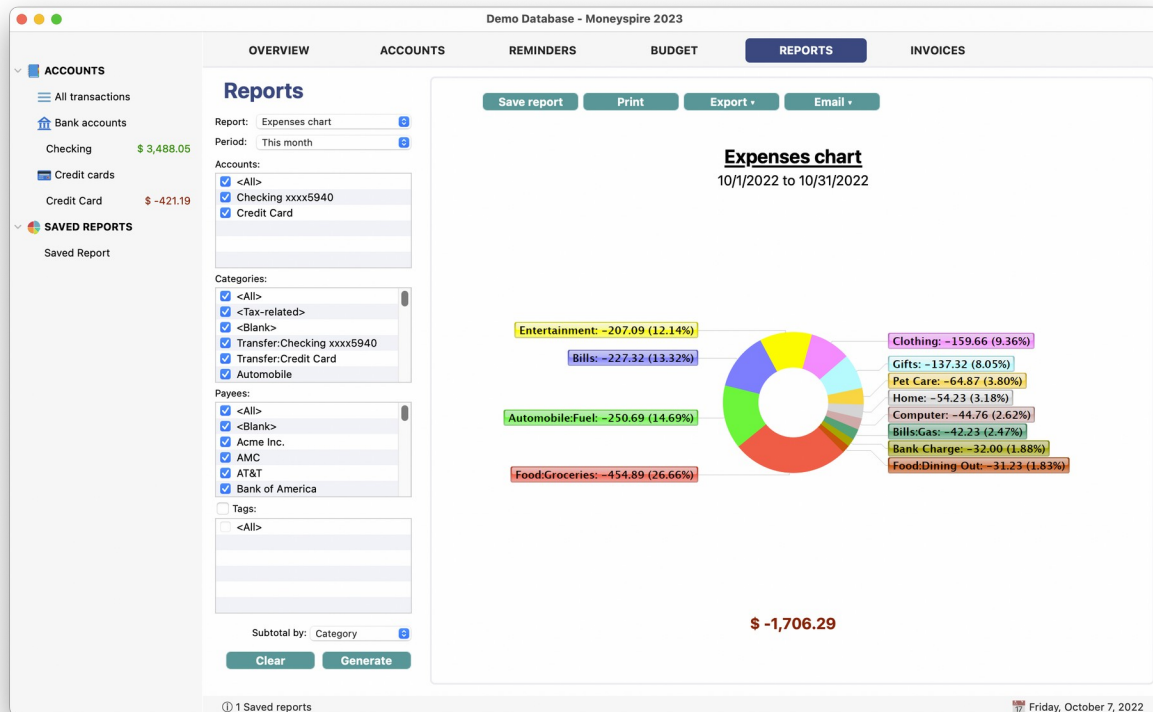 Demo Database - Moneyspire 2023
OVERVIEW ACCOUNTS REMINDERS BUDGET REPORTS INVOICES
ACCOUNTS
All transactions
Bank accounts
Checking $ 3,488.05
Credit cards
Credit Card $ -421.19
SAVED REPORTS
Saved Report
Reports
Report: Expenses chart
Period: This month
Accounts:
<All>
Checking xxxx5940
Credit Card
Categories:
<All>
<Tax-related>
<Blank>
Transfer:Checking xxxx5940
Transfer:Credit Card
Automobile
Payees:
<All>
<Blank>
Acme Inc.
AMC
AT&T
Bank of America
Tags:
<All>
Subtotal by: Category
Clear Generate
Save report Print Export Email
Expenses chart
10/1/2022 to 10/31/2022
Entertainment: -207.09 (12.14%)
Bills: -227.32 (13.32%)
Automobile:Fuel: -250.69 (14.69%)
Food:Groceries: -454.89 (26.66%)
Clothing: -159.66 (9.36%)
Gifts: -137.32 (8.05%)
Pet Care: -64.87 (3.80%)
Home: -54.23 (3.18%)
Computer: -44.76 (2.62%)
Bills:Gas: -42.23 (2.47%)
Bank Charge: -32.00 (1.88%)
Food:Dining Out: -31.23 (1.83%)
$ -1,706.29
1 Saved reports
Friday, October 7, 2022